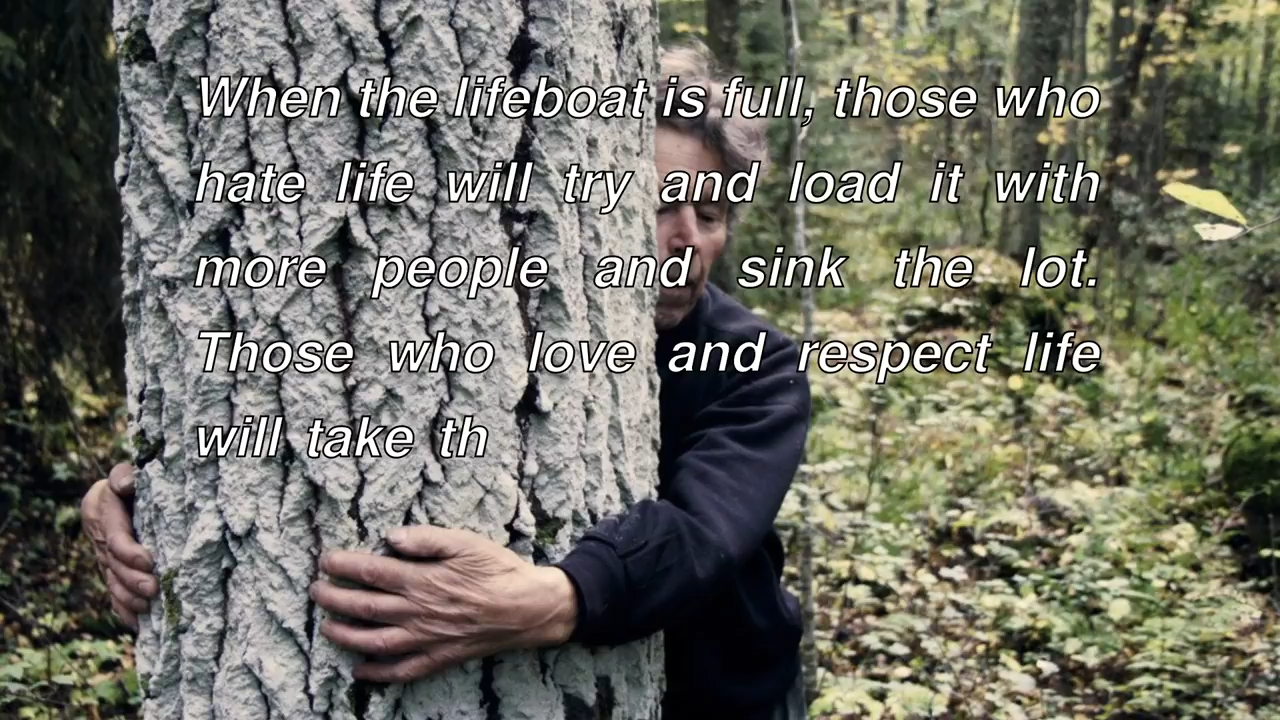 When the lifeboat is full, those who
hate life will try and load it with
more people and sink the lot.
Those who love and respect life
will take th